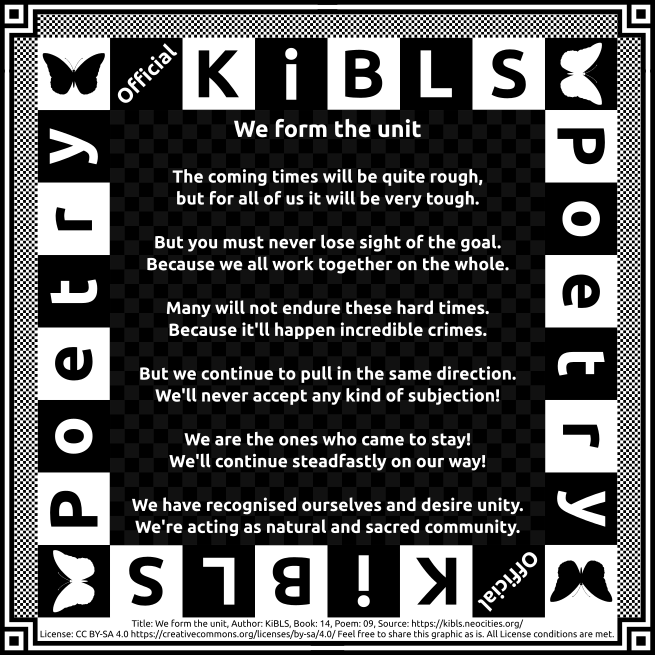 Official KiBLS
Poetry
Poetry
We form the unit
The coming times will be quite rough,
but for all of us it will be very tough.
But you must never lose sight of the goal.
Because we all work together on the whole.
Many will not endure these hard times.
Because it'll happen incredible crimes.
But we continue to pull in the same direction.
We'll never accept any kind of subjection!
We are the ones who came to stay!
We'll continue steadfastly on our way!
We have recognised ourselves and desire unity.
We're acting as natural and sacred community.
Official KiBLS
Title: We form the unit, Author: KiBLS, Book: 14, Poem: 09, Source: https://kibls.neocities.org/
License: CC BY-SA 4.0 https://creativecommons.org/licenses/by-sa/4.0/ Feel free to share this graphic as is. All License conditions are met.